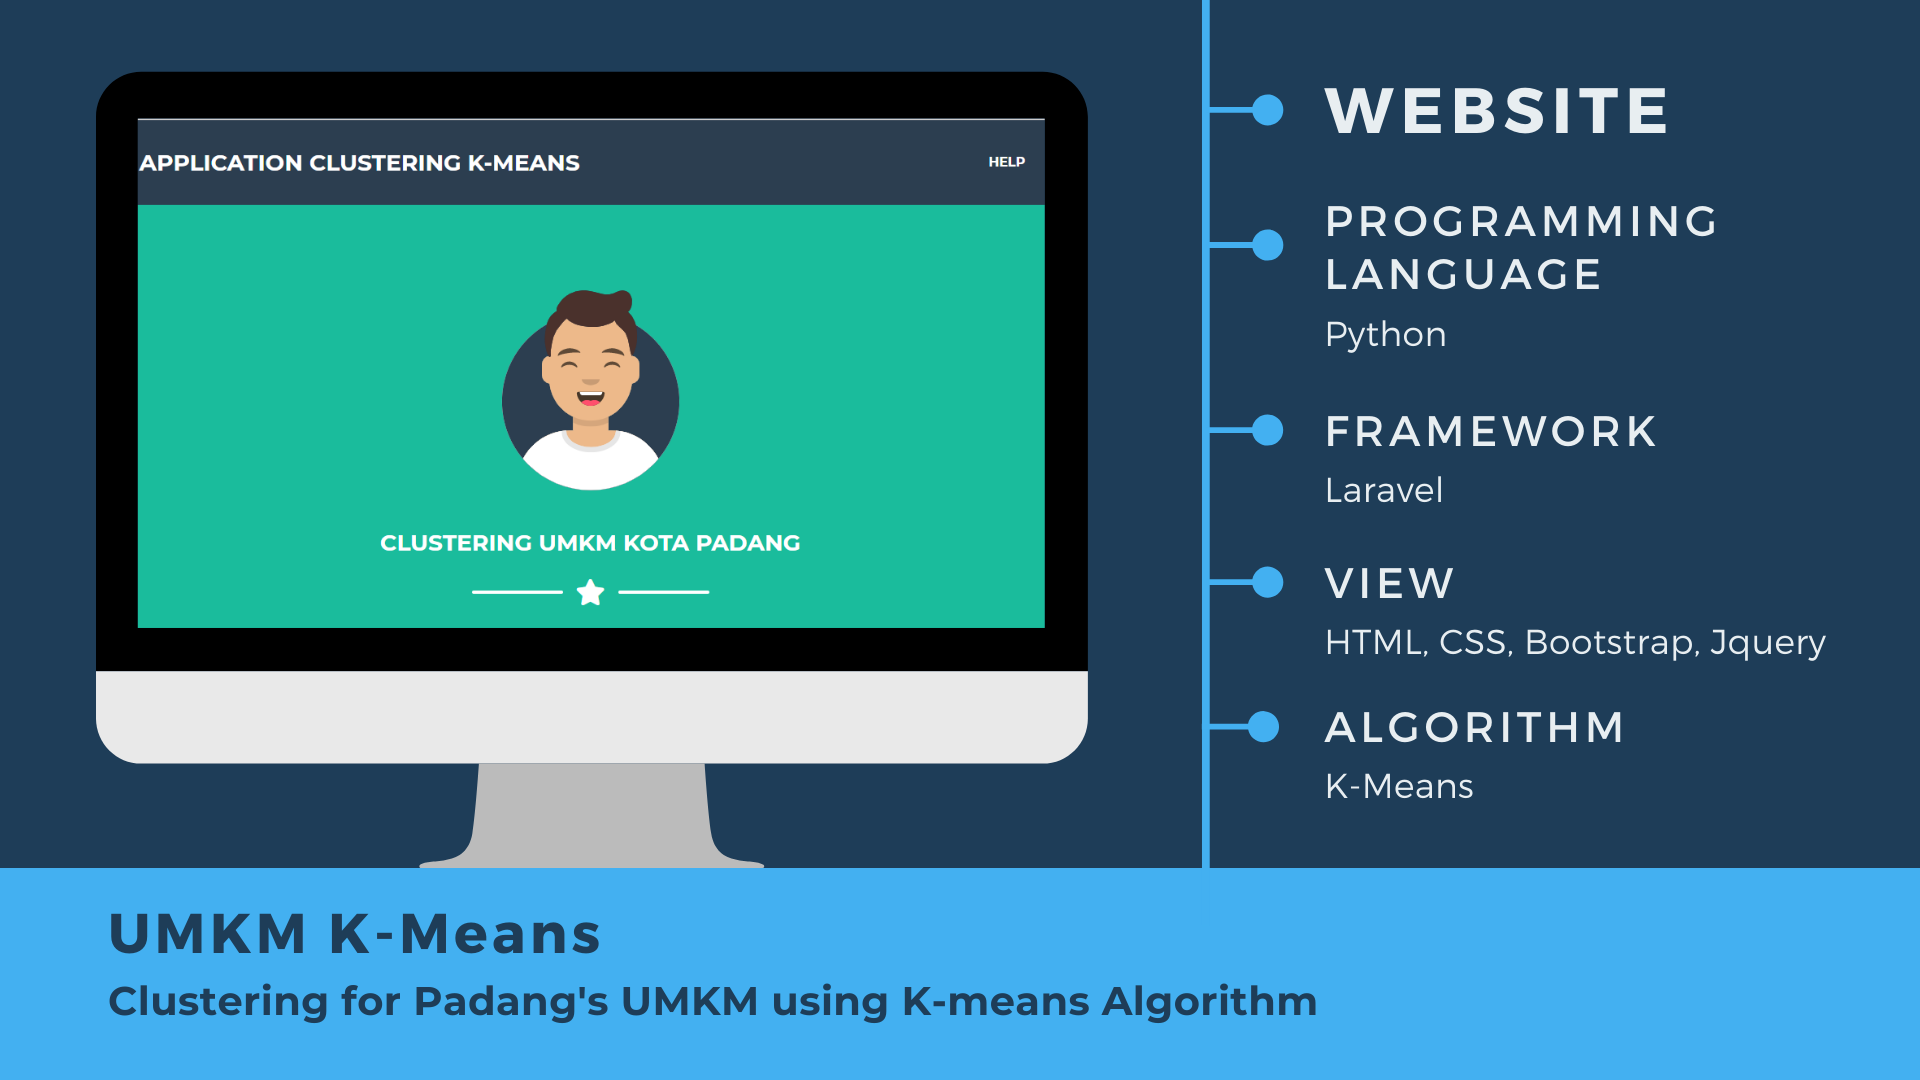 APPLICATION CLUSTERING K-MEANS
HELP
CLUSTERING UMKM KOTA PADANG
WEBSITE
PROGRAMMING
LANGUAGE
Python
FRAMEWORK
Laravel
VIEW
HTML, CSS, Bootstrap, Jquery
ALGORITHM
K-Means
UMKM K-Means
Clustering for Padang's UMKM using K-means Algorithm